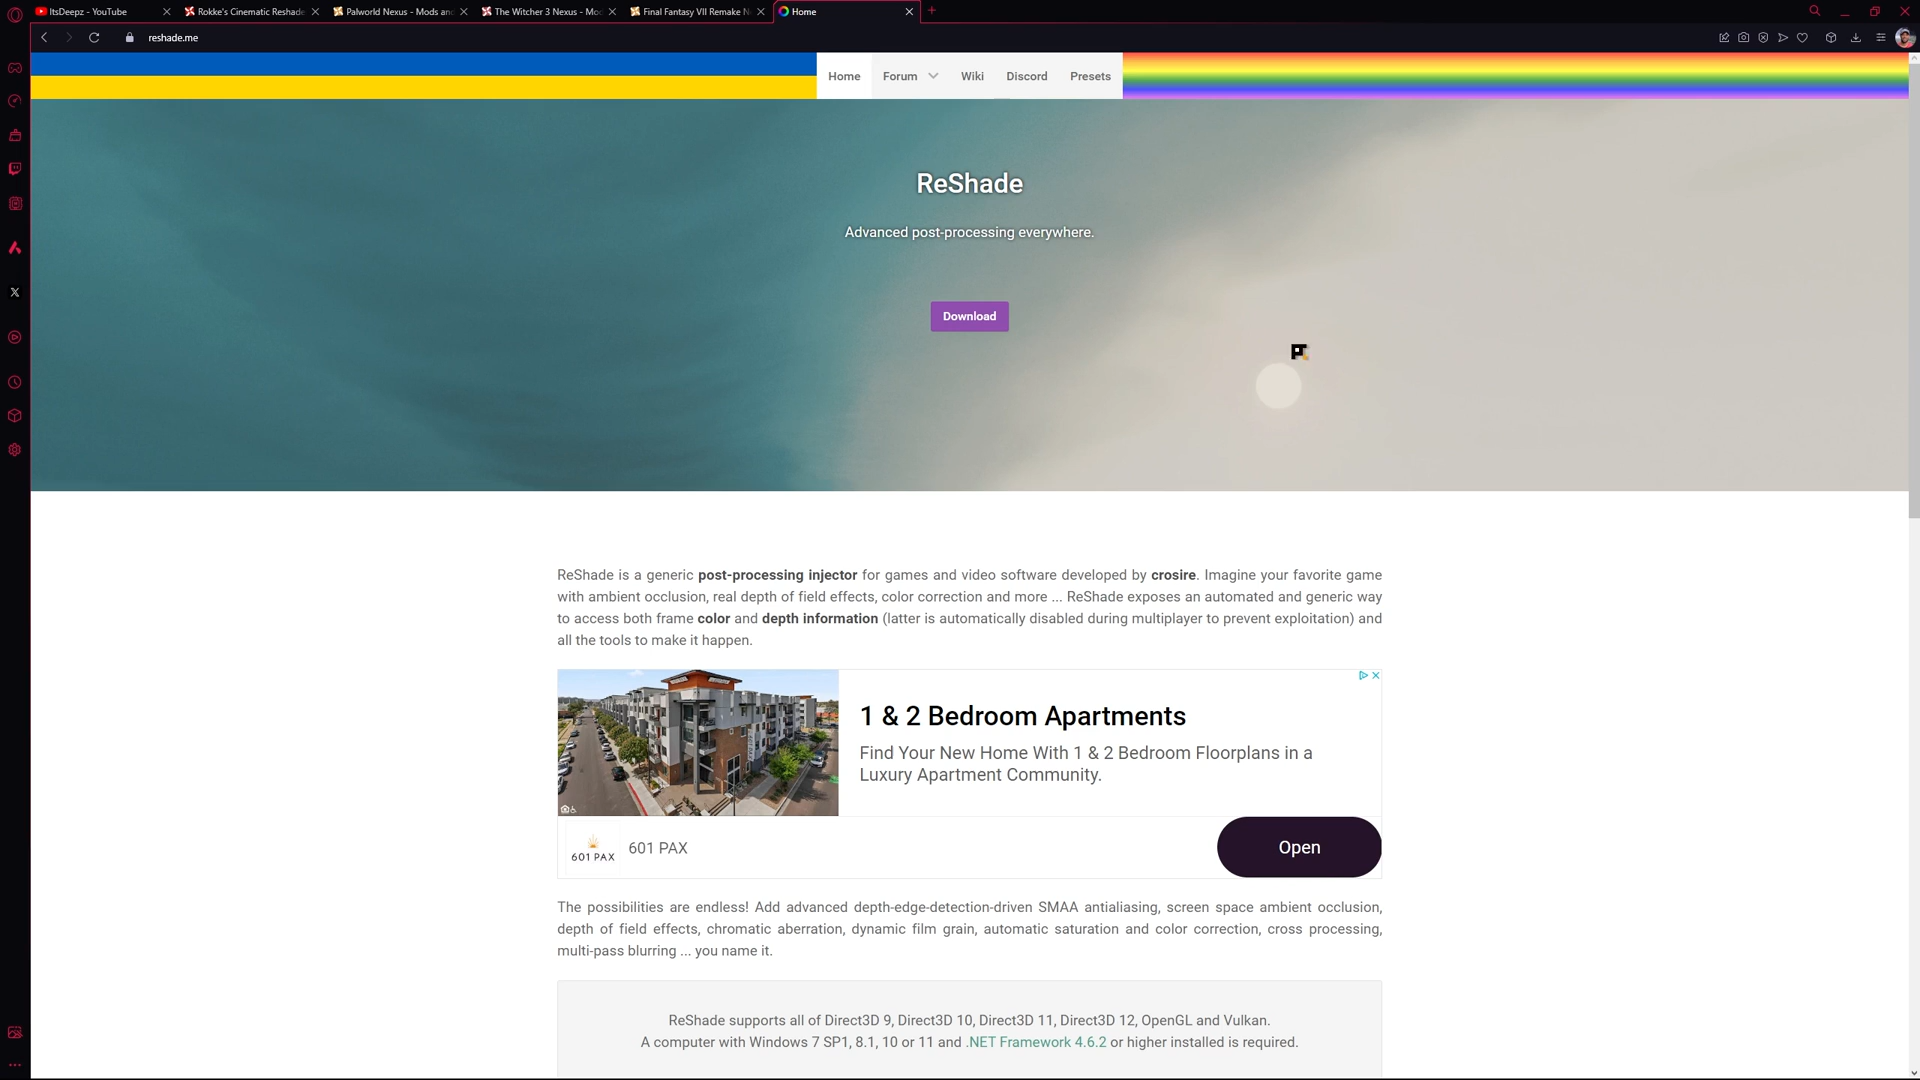 ItsDeepz - YouTube
Rokke's Cinematic Reshade
Palworld Nexus - Mods and
The Witcher 3 Nexus - Mo
Final Fantasy VII Remake N
Home
reshade.me
Home
Forum
Wiki
Discord
Presets
ReShade
Advanced post-processing everywhere.
Download
ReShade is a generic post-processing injector for games and video software developed by crosire. Imagine your favorite game
with ambient occlusion, real depth of field effects, color correction and more ... ReShade exposes an automated and generic way
to access both frame color and depth information (latter is automatically disabled during multiplayer to prevent exploitation) and
all the tools to make it happen.
1 & 2 Bedroom Apartments
Find Your New Home With 1 & 2 Bedroom Floorplans in a
Luxury Apartment Community.
601 PAX
601 PAX
Open
The possibilities are endless! Add advanced depth-edge-detection-driven SMAA antialiasing, screen space ambient occlusion,
depth of field effects, chromatic aberration, dynamic film grain, automatic saturation and color correction, cross processing,
multi-pass blurring ... you name it.
ReShade supports all of Direct3D 9, Direct3D 10, Direct3D 11, Direct3D 12, OpenGL and Vulkan.
A computer with Windows 7 SP1, 8.1, 10 or 11 and .NET Framework 4.6.2 or higher installed is required.